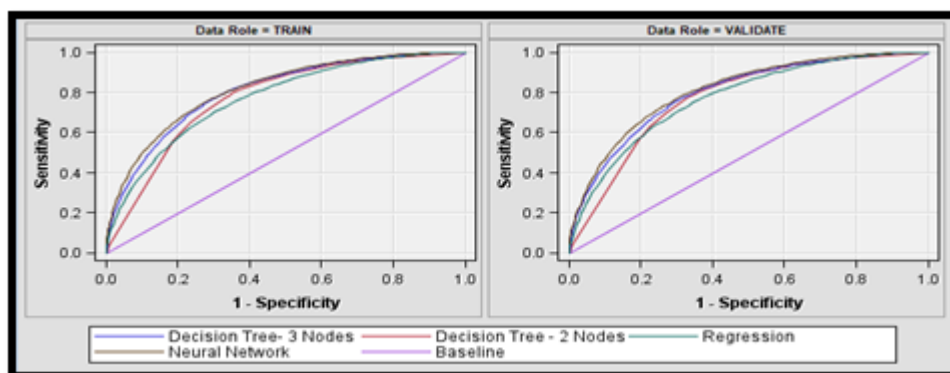 Data Role = TRAIN
Data Role = VALIDATE
Sensitivity
1.0
0.8
0.6
0.4
0.2
0.0
0.0 0.2 0.4 0.6 0.8 1.0
1 - Specificity
Sensitivity
1.0
0.8
0.6
0.4
0.2
0.0
0.0 0.2 0.4 0.6 0.8 1.0
1 - Specificity
Decision Tree- 3 Nodes Decision Tree - 2 Nodes Regression
Neural Network Baseline